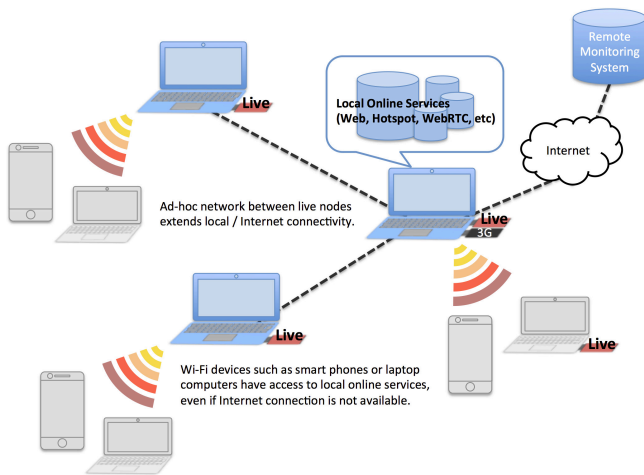 Remote
Monitoring
System
Live
Local Online Services
(Web, Hotspot, WebRTC, etc)
Internet
Ad-hoc network between live nodes
extends local / Internet connectivity.
Live
3G
Live
Live
Wi-Fi devices such as smart phones or laptop
computers have access to local online services,
even if Internet connection is not available.